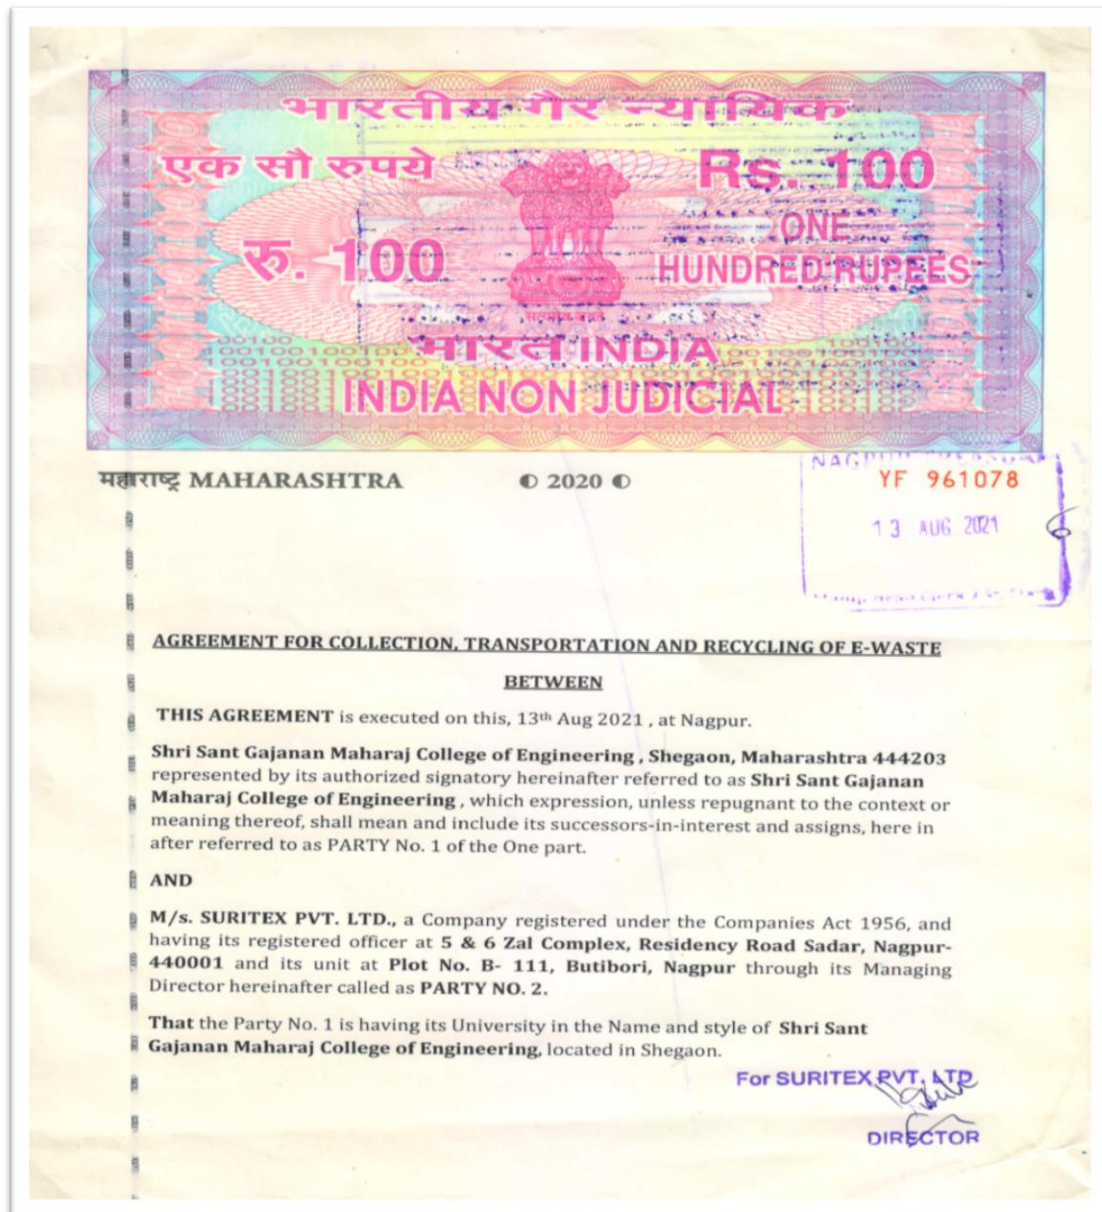 भारतीय गैर न्यायिक
एक सौ रुपये
Rs. 100
रु. 100
ONE
HUNDRED RUPEES
सत्यमेव जयते
भारत INDIA
INDIA NON JUDICIAL
महाराष्ट्र MAHARASHTRA
2020
NAGPUR
YF 961078
13 AUG 2021
6
AGREEMENT FOR COLLECTION, TRANSPORTATION AND RECYCLING OF E-WASTE
BETWEEN
THIS AGREEMENT is executed on this, 13th Aug 2021 , at Nagpur.
Shri Sant Gajanan Maharaj College of Engineering , Shegaon, Maharashtra 444203
represented by its authorized signatory hereinafter referred to as Shri Sant Gajanan
Maharaj College of Engineering , which expression, unless repugnant to the context or
meaning thereof, shall mean and include its successors-in-interest and assigns, here in
after referred to as PARTY No. 1 of the One part.
AND
M/s. SURITEX PVT. LTD., a Company registered under the Companies Act 1956, and
having its registered officer at 5 & 6 Zal Complex, Residency Road Sadar, Nagpur-
440001 and its unit at Plot No. B- 111, Butibori, Nagpur through its Managing
Director hereinafter called as PARTY NO. 2.
That the Party No. 1 is having its University in the Name and style of Shri Sant
Gajanan Maharaj College of Engineering, located in Shegaon.
For SURITEX PVT. LTD
DIRECTOR